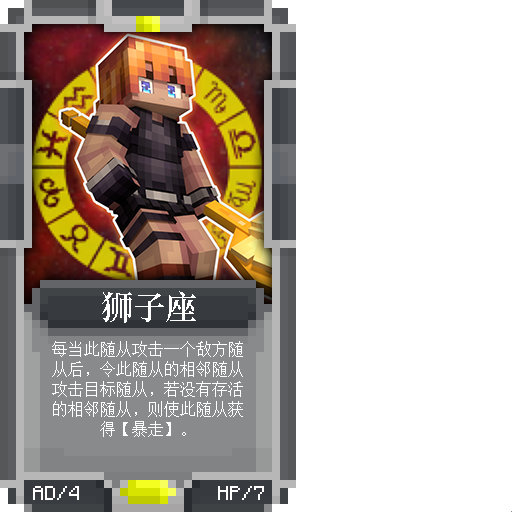 狮子座
每当此随从攻击一个敌方随
从后，令此随从的相邻随从
攻击目标随从，若没有存活
的相邻随从，则使此随从获
得【暴走】。
AD/4
HP/7